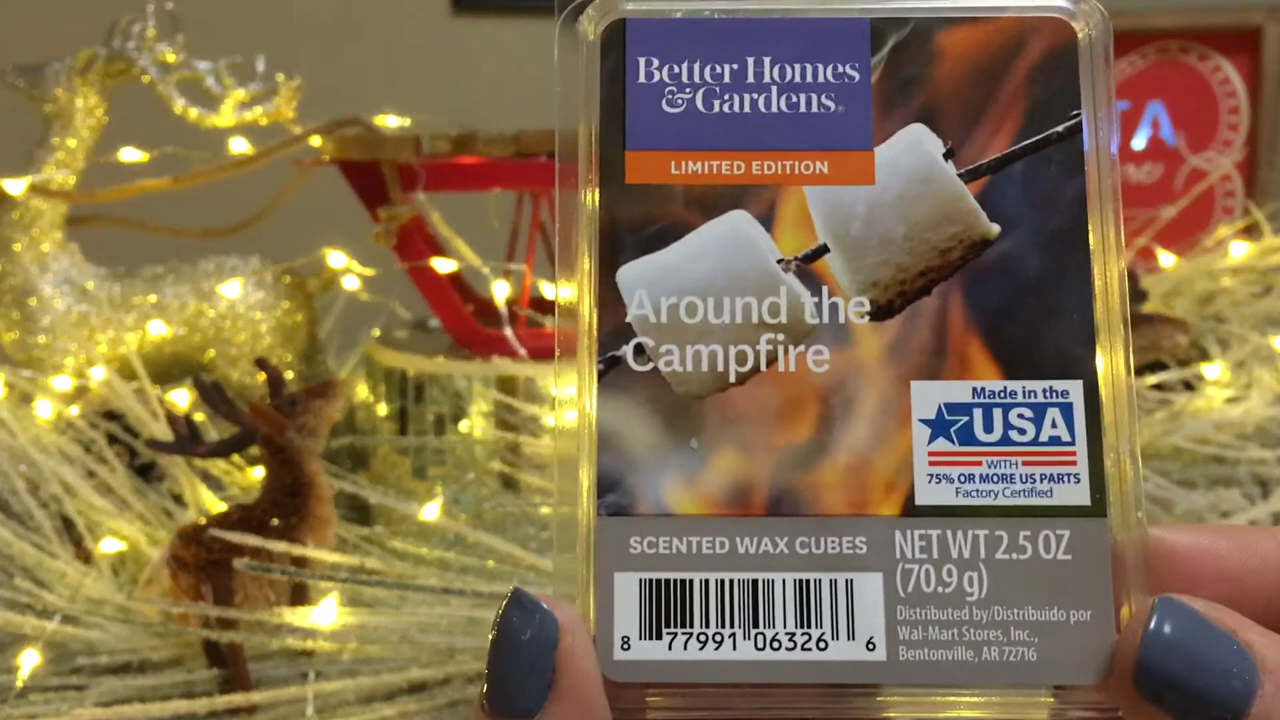 Better Homes
& Gardens®
LIMITED EDITION
Around the
Campfire
Made in the
USA
WITH
75% OR MORE US PARTS
Factory Certified
SCENTED WAX CUBES
NET WT 2.5 OZ
(70.9 g)
8 77991 06326 6
Distributed by/Distribuido por
Wal-Mart Stores, Inc.,
Bentonville, AR 72716
TA